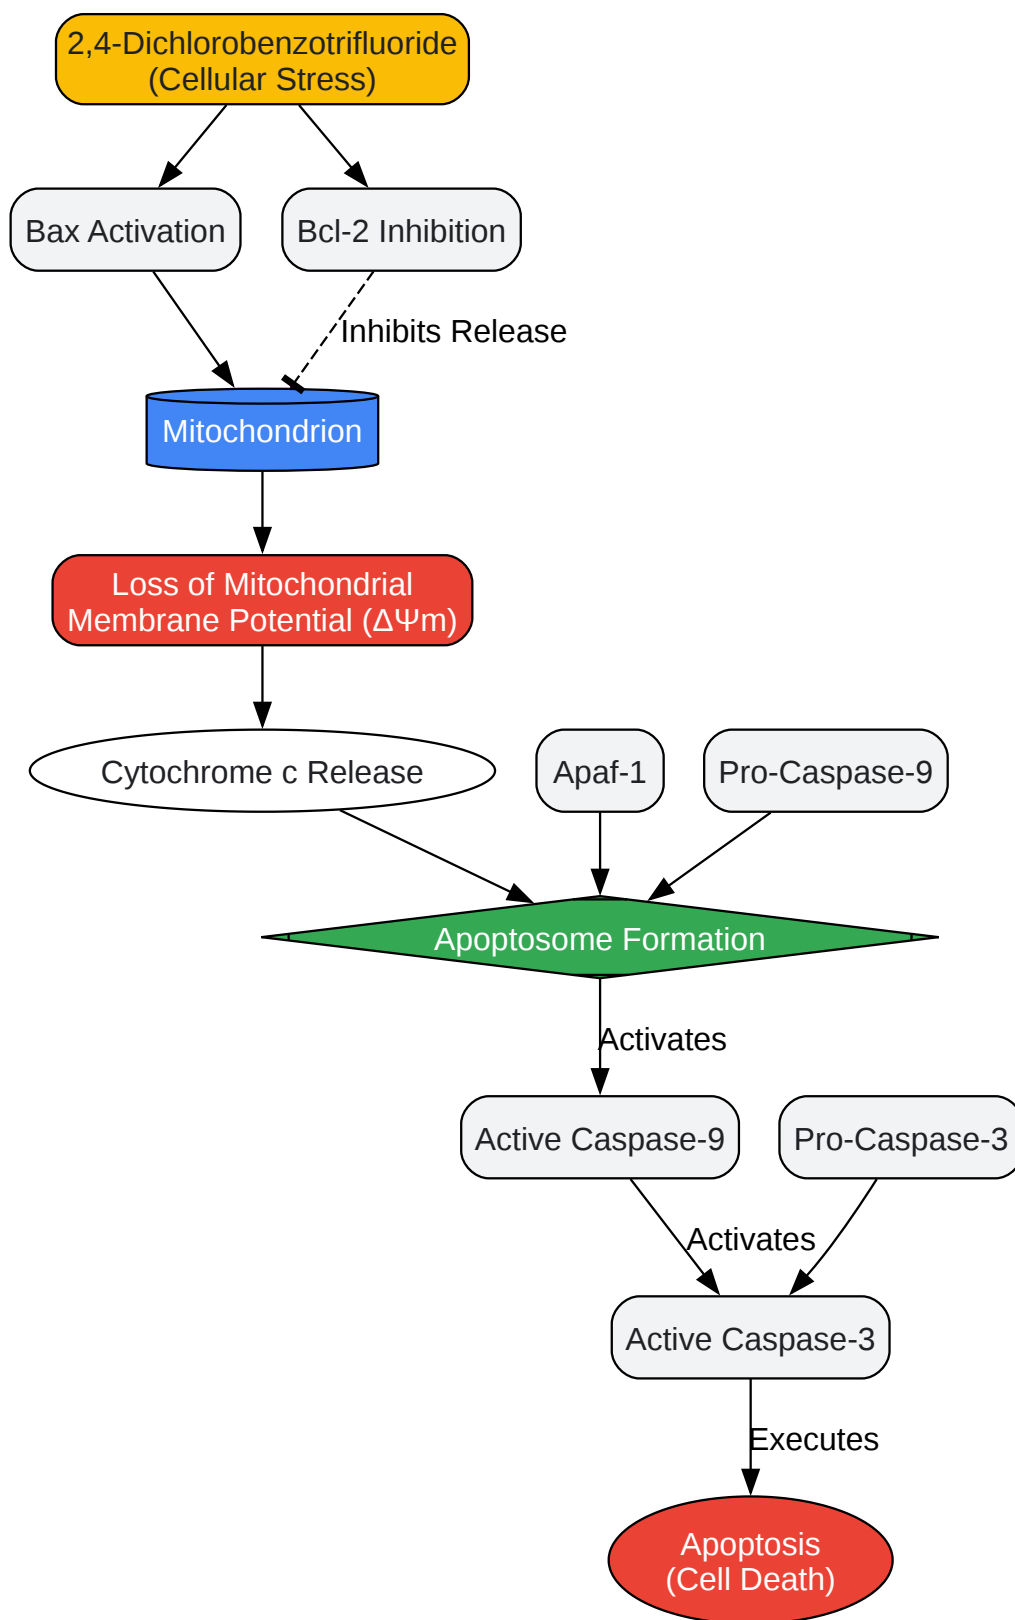 2,4-Dichlorobenzotrifluoride
(Cellular Stress)
Bax Activation
Bcl-2 Inhibition
Inhibits Release
Mitochondrion
Loss of Mitochondrial
Membrane Potential (ΔΨm)
Cytochrome c Release
Apaf-1
Pro-Caspase-9
Apoptosome Formation
Activates
Active Caspase-9
Pro-Caspase-3
Activates
Active Caspase-3
Executes
Apoptosis
(Cell Death)